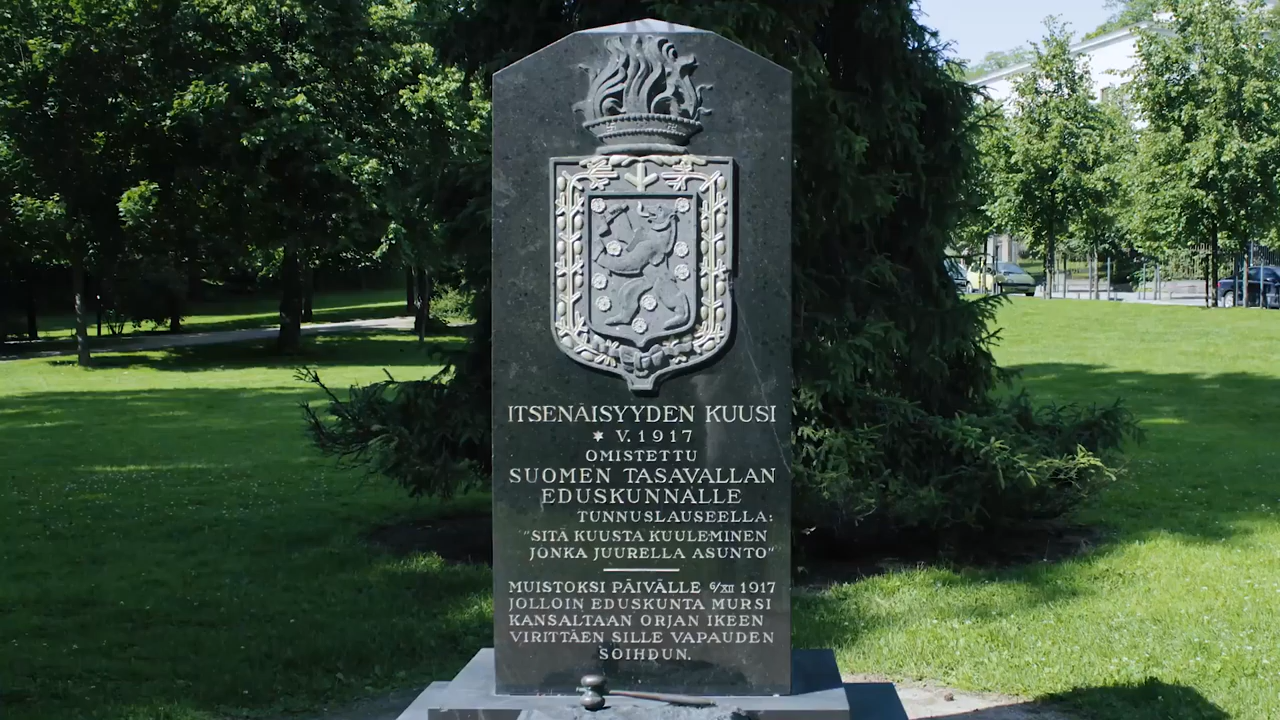 ITSENÄISYYDEN KUUSI
* V. 1917
OMISTETTU
SUOMEN TASAVALLAN
EDUSKUNNALLE
TUNNUSLAUSEELLA:
"SITÄ KUUSTA KUULEMINEN
JONKA JUURELLA ASUNTO"
MUISTOKSI PÄIVÄLLE 6/XII 1917
JOLLOIN EDUSKUNTA MURSI
KANSALTAAN ORJAN IKEEN
VIRITTÄEN SILLE VAPAUDEN
SOIHDUN.